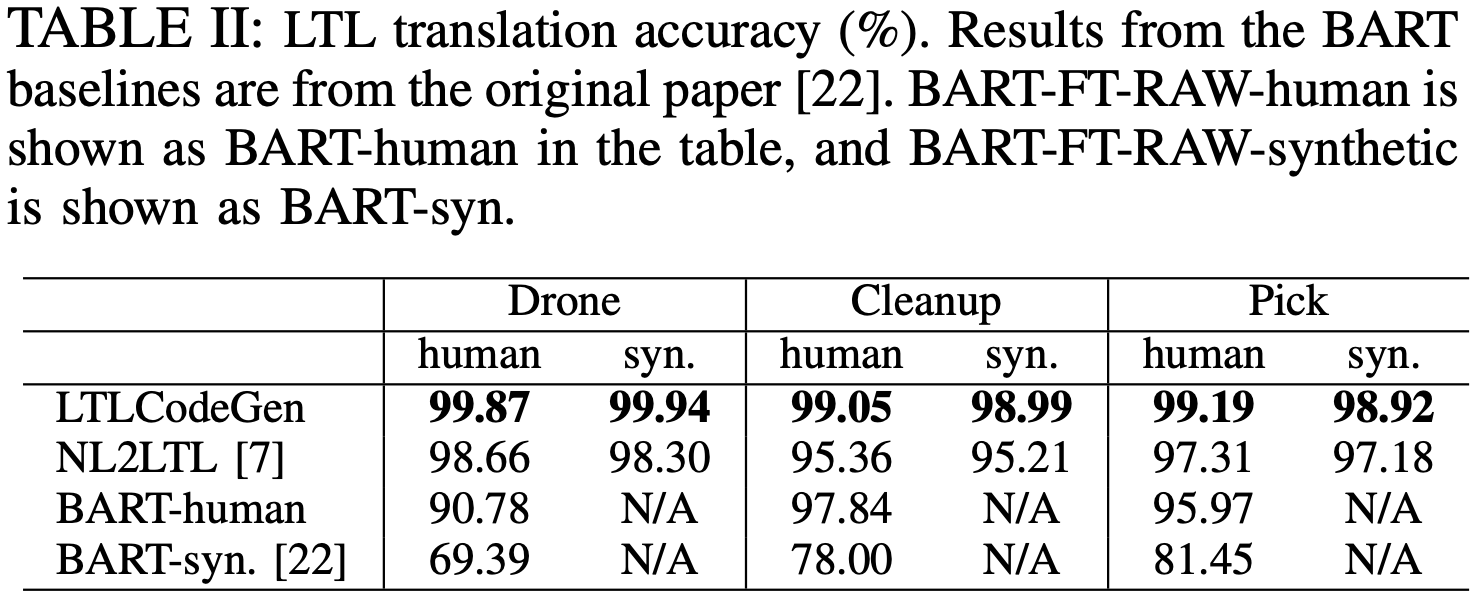 TABLE II: LTL translation accuracy (%). Results from the BART
baselines are from the original paper [22]. BART-FT-RAW-human is
shown as BART-human in the table, and BART-FT-RAW-synthetic
is shown as BART-syn.
Drone Cleanup Pick
human syn. human syn. human syn.
LTLCodeGen 99.87 99.94 99.05 98.99 99.19 98.92
NL2LTL [7] 98.66 98.30 95.36 95.21 97.31 97.18
BART-human 90.78 N/A 97.84 N/A 95.97 N/A
BART-syn. [22] 69.39 N/A 78.00 N/A 81.45 N/A